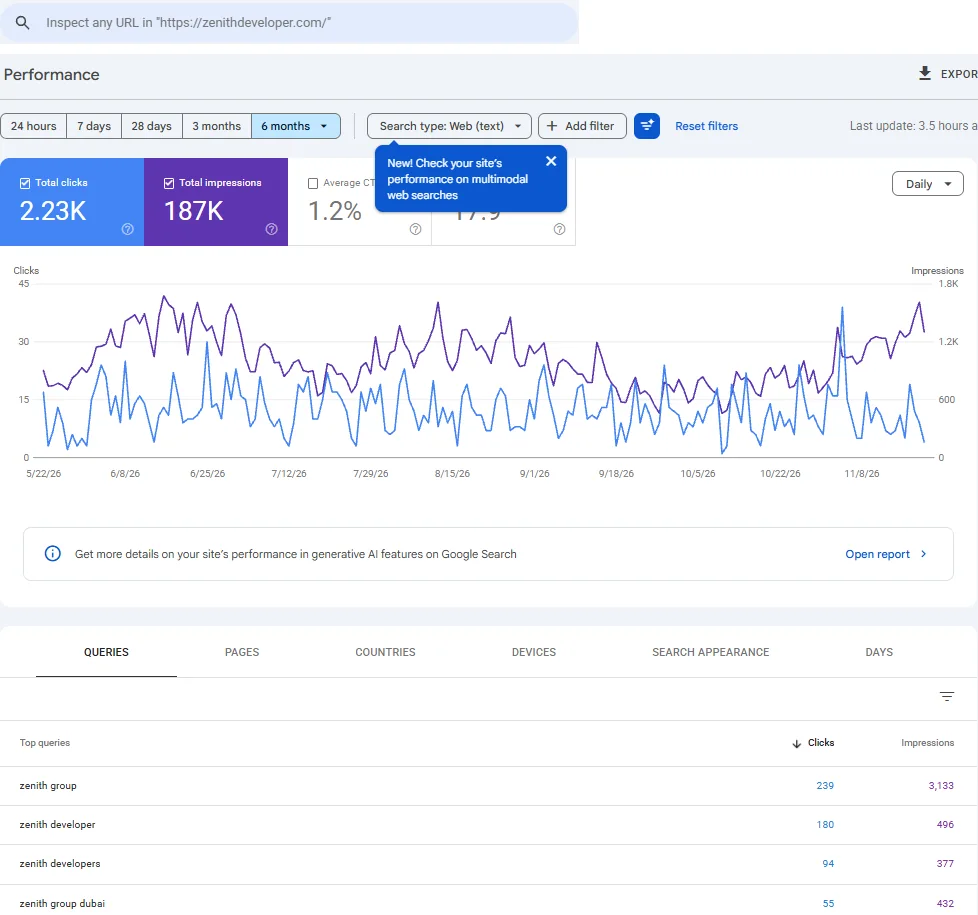 Inspect any URL in "https://zenithdeveloper.com/"
Performance
EXPOR
24 hours 7 days 28 days 3 months 6 months Search type: Web (text) Add filter Reset filters Last update: 3.5 hours a
New! Check your site's
performance on multimodal
web searches
Total clicks Total impressions Average CT
2.23K 187K 1.2% 17.9
Daily
Clicks Impressions
45 1.8K
30 1.2K
15 600
0 0
5/22/26 6/8/26 6/25/26 7/12/26 7/29/26 8/15/26 9/1/26 9/18/26 10/5/26 10/22/26 11/8/26
Get more details on your site's performance in generative AI features on Google Search Open report
QUERIES PAGES COUNTRIES DEVICES SEARCH APPEARANCE DAYS
Top queries Clicks Impressions
zenith group 239 3,133
zenith developer 180 496
zenith developers 94 377
zenith group dubai 55 432